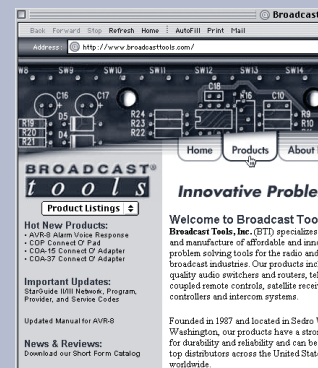 Broadcast
Back Forward Stop Refresh Home AutoFill Print Mail
Address: @ http://www.broadcasttools.com/
W8 SW9 SW10 SW11 SW12 SW13 SW14
C16 C17 C18 F16 C10
R19 D5 R24 R9
R20 R23 R10
R21 D4 R22
Home Products About
BROADCAST®
tools
Product Listings
Innovative Proble
Hot New Products:
• AVR-8 Alarm Voice Response
• COP Connect O' Pad
• COA-15 Connect O' Adapter
• COA-37 Connect O' Adapter
Important Updates:
StarGuide II/III Network, Program,
Provider, and Service Codes
Updated Manual for AVR-8
News & Reviews:
Download our Short Form Catalog
Welcome to Broadcast Too
Broadcast Tools, Inc. (BTI) specializes
and manufacture of affordable and inno
problem solving tools for the radio and
broadcast industries. Our products incl
quality audio switchers and routers, tel
coupled remote controls, satellite recei
controllers and intercom systems.
Founded in 1987 and located in Sedro W
Washington, our products have a stron
for durability and reliability and can be
top distributors across the United State
worldwide.